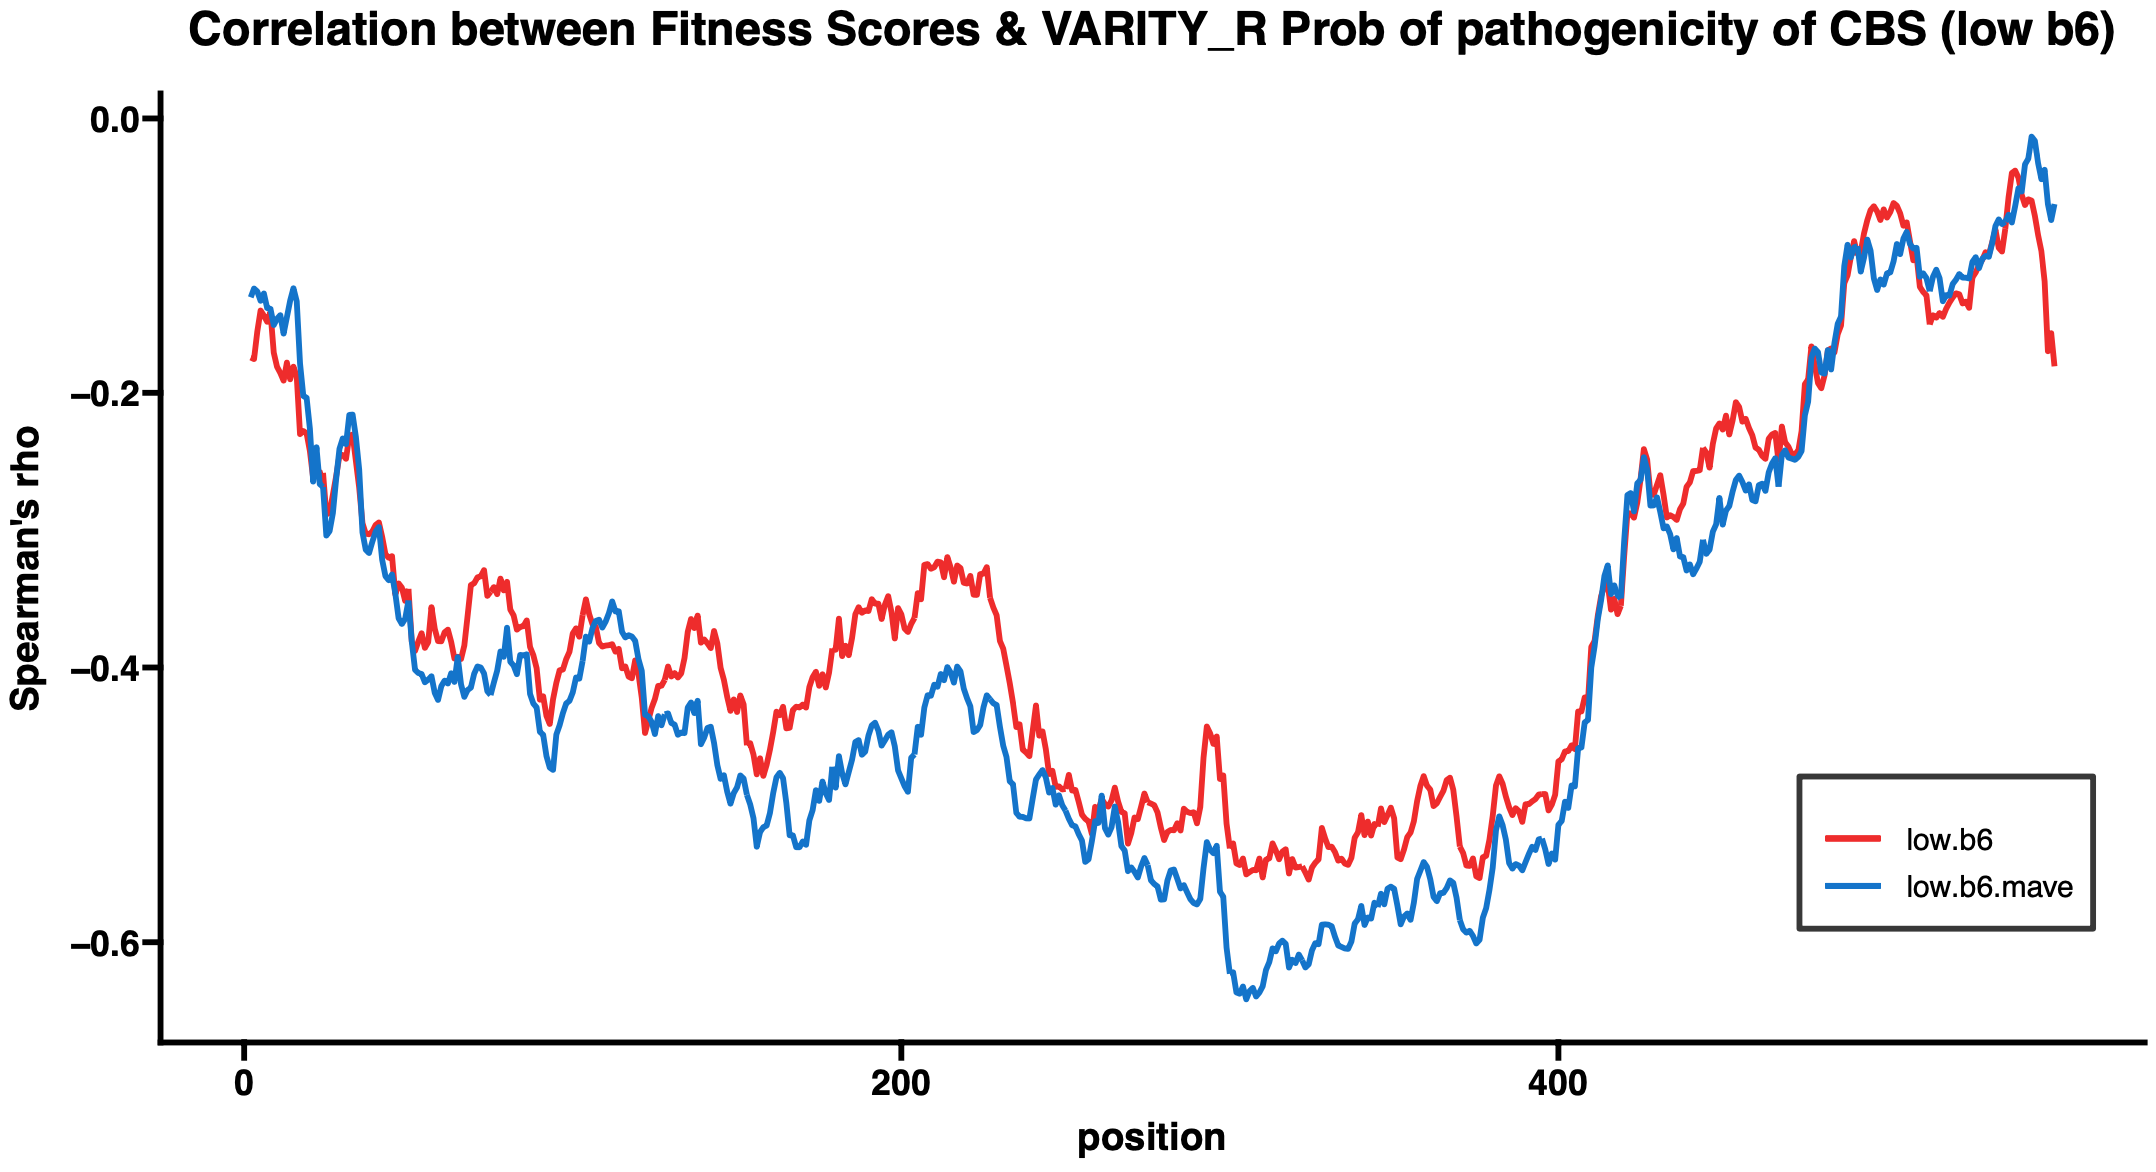 Correlation between Fitness Scores & VARITY_R Prob of pathogenicity of CBS (low b6)
0.0
−0.2
−0.4
−0.6
Spearman's rho
0
200
400
position
low.b6
low.b6.mave